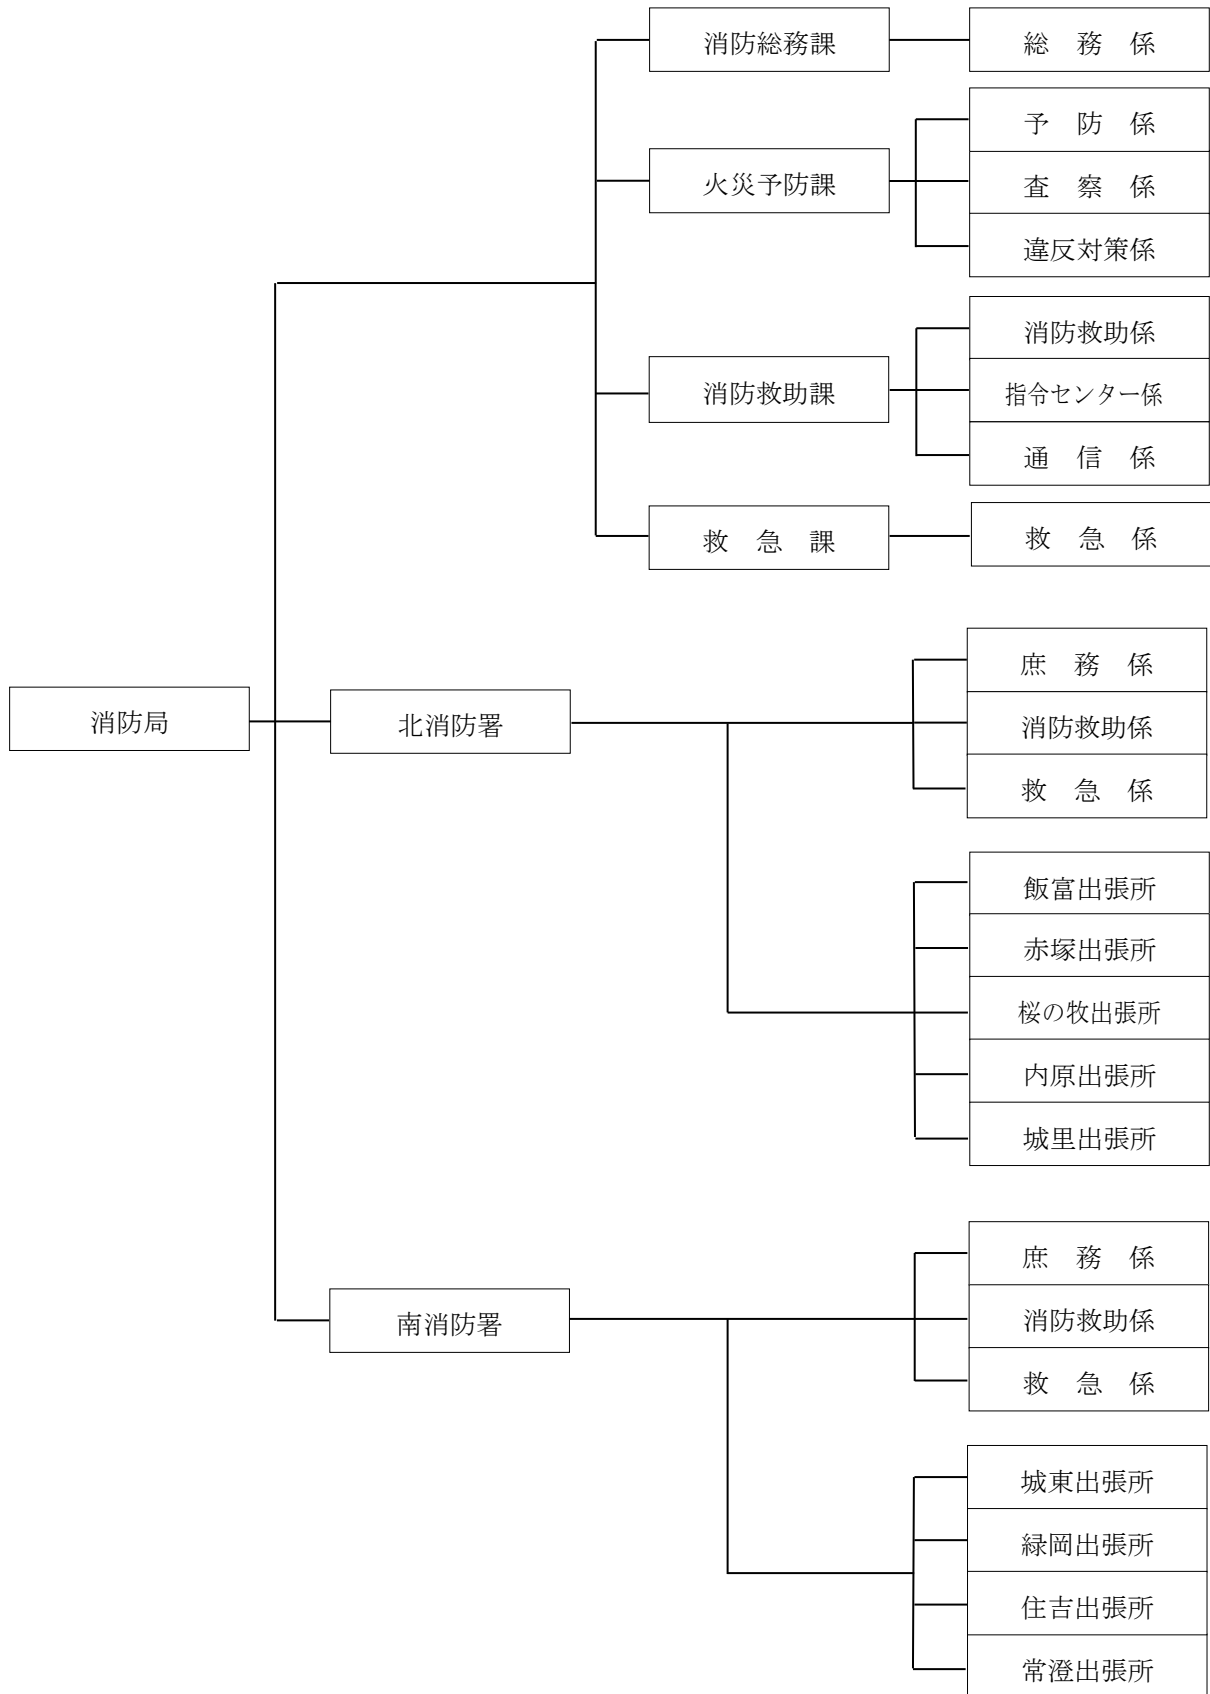 消防総務課
総　務　係
予　防　係
火災予防課
査　察　係
違反対策係
消防救助係
消防救助課
指令センター係
通　信　係
救　急　課
救　急　係
庶　務　係
消防局
北消防署
消防救助係
救　急　係
飯富出張所
赤塚出張所
桜の牧出張所
内原出張所
城里出張所
庶　務　係
南消防署
消防救助係
救　急　係
城東出張所
緑岡出張所
住吉出張所
常澄出張所